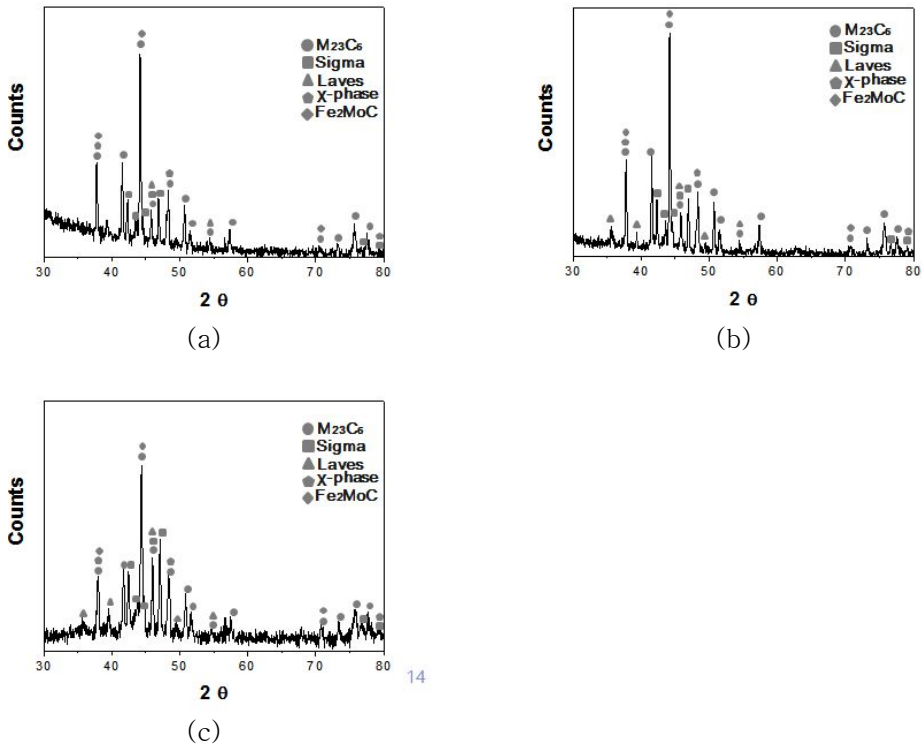 Counts
M23C6
Sigma
Laves
χ-phase
Fe2MoC
30 40 50 60 70 80
2 θ
(a)
Counts
M23C6
Sigma
Laves
χ-phase
Fe2MoC
30 40 50 60 70 80
2 θ
(b)
Counts
M23C6
Sigma
Laves
χ-phase
Fe2MoC
30 40 50 60 70 80
2 θ
(c)
14